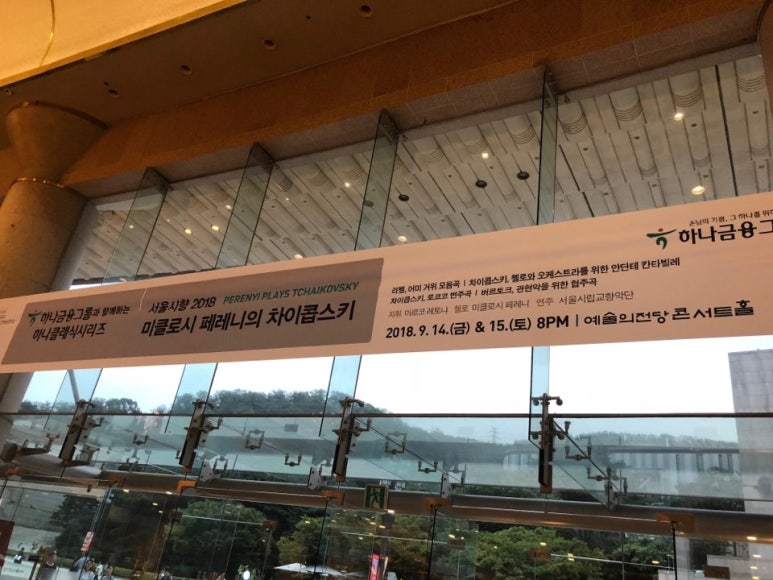 하나금융그룹과 함께하는
하나클래식시리즈
서울시향 2018 PERENYI PLAYS TCHAIKOVSKY
미클로시 페레니의 차이콥스키
라벨, 어미 거위 모음곡 | 차이콥스키, 첼로와 오케스트라를 위한 안단테 칸타빌레
차이콥스키, 로코코 변주곡 | 버르토크, 관현악을 위한 협주곡
지휘 마르코 레토냐 첼로 미클로시 페레니 연주 서울시립교향악단
2018. 9. 14.(금) & 15.(토) 8PM | 예술의전당 콘서트홀
손님의 기쁨, 그 하나를 위
하나금융그